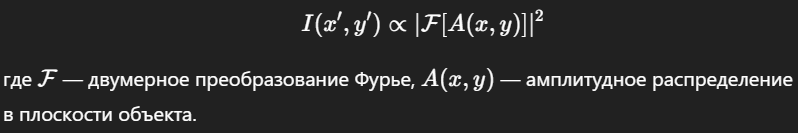 I(x′, y′) ∝ |ℱ[A(x, y)]|²
где ℱ — двумерное преобразование Фурье, A(x, y) — амплитудное распределение
в плоскости объекта.